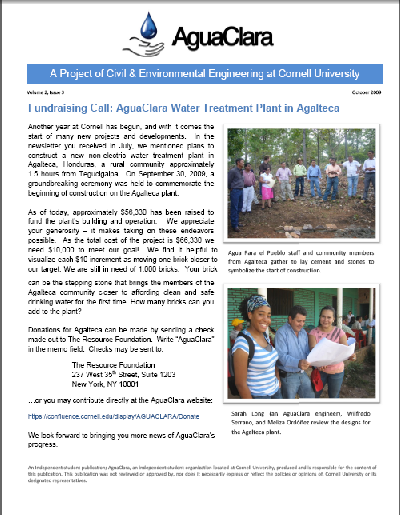 AguaClara
A Project of Civil & Environmental Engineering at Cornell University
Volume 2, Issue
October 2009
Fundraising Call: AguaClara Water Treatment Plant in Agalteca
Another year at Cornell has begun, and with it comes the
start of many new projects and developments. In the
newsletter you received in July, we mentioned plans to
construct a new non-electric water treatment plant in
Agalteca, Honduras, a rural community approximately
1.5 hours from Tegucigalpa. On September 30, 2009, a
groundbreaking ceremony was held to commemorate the
beginning of construction on the Agalteca plant.
As of today, approximately $56,330 has been raised to
fund the plant's building and operation. We appreciate
your generosity – it makes taking on these endeavors
possible. As the total cost of the project is $66,330 we
need $10,000 to meet our goal! We find it helpful to
visualize each $10 increment as moving one brick closer to
our target. We are still in need of 1,000 bricks. Your brick
can be the stepping stone that brings the members of the
Agalteca community closer to affording clean and safe
drinking water for the first time. How many bricks can you
add to the plant?
Donations for Agalteca can be made by sending a check
made out to The Resource Foundation. Write "AguaClara"
in the memo field. Checks may be sent to:
The Resource Foundation
237 West 35th Street, Suite 1203
New York, NY 10001
…or you may contribute directly at the AguaClara website:
https://confluence.cornell.edu/display/AGUACLARA/Donate
We look forward to bringing you more news of AguaClara's
progress.
Agua Para el Pueblo staff and community members
from Agalteca gather to lay cement and stones to
symbolize the start of construction.
Sarah Long, an AguaClara engineer, Wilfredo
Serrano, and Meliza Ordóñez review the designs for
the Agalteca plant.
An independent student publication; AguaClara, an independent student organization located at Cornell University, produced and is responsible for the content of
this publication. This publication was not reviewed or approved by, nor does it necessarily express or reflect the policies or opinions of, Cornell University or its
designated representatives.